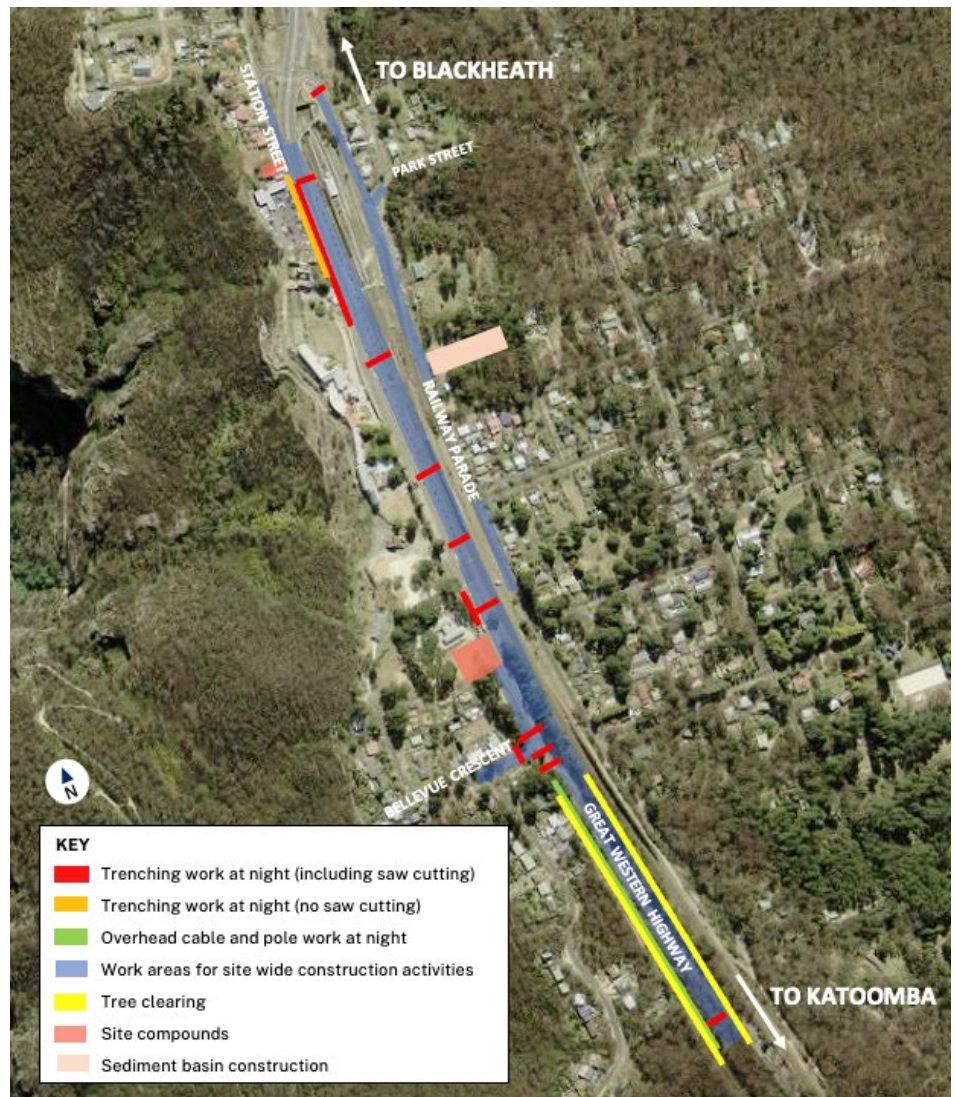 TO BLACKHEATH
STATION STREET
PARK STREET
RAILWAY PARADE
BELLEVUE CRESCENT
GREAT WESTERN HIGHWAY
TO KATOOMBA
N
KEY
Trenching work at night (including saw cutting)
Trenching work at night (no saw cutting)
Overhead cable and pole work at night
Work areas for site wide construction activities
Tree clearing
Site compounds
Sediment basin construction